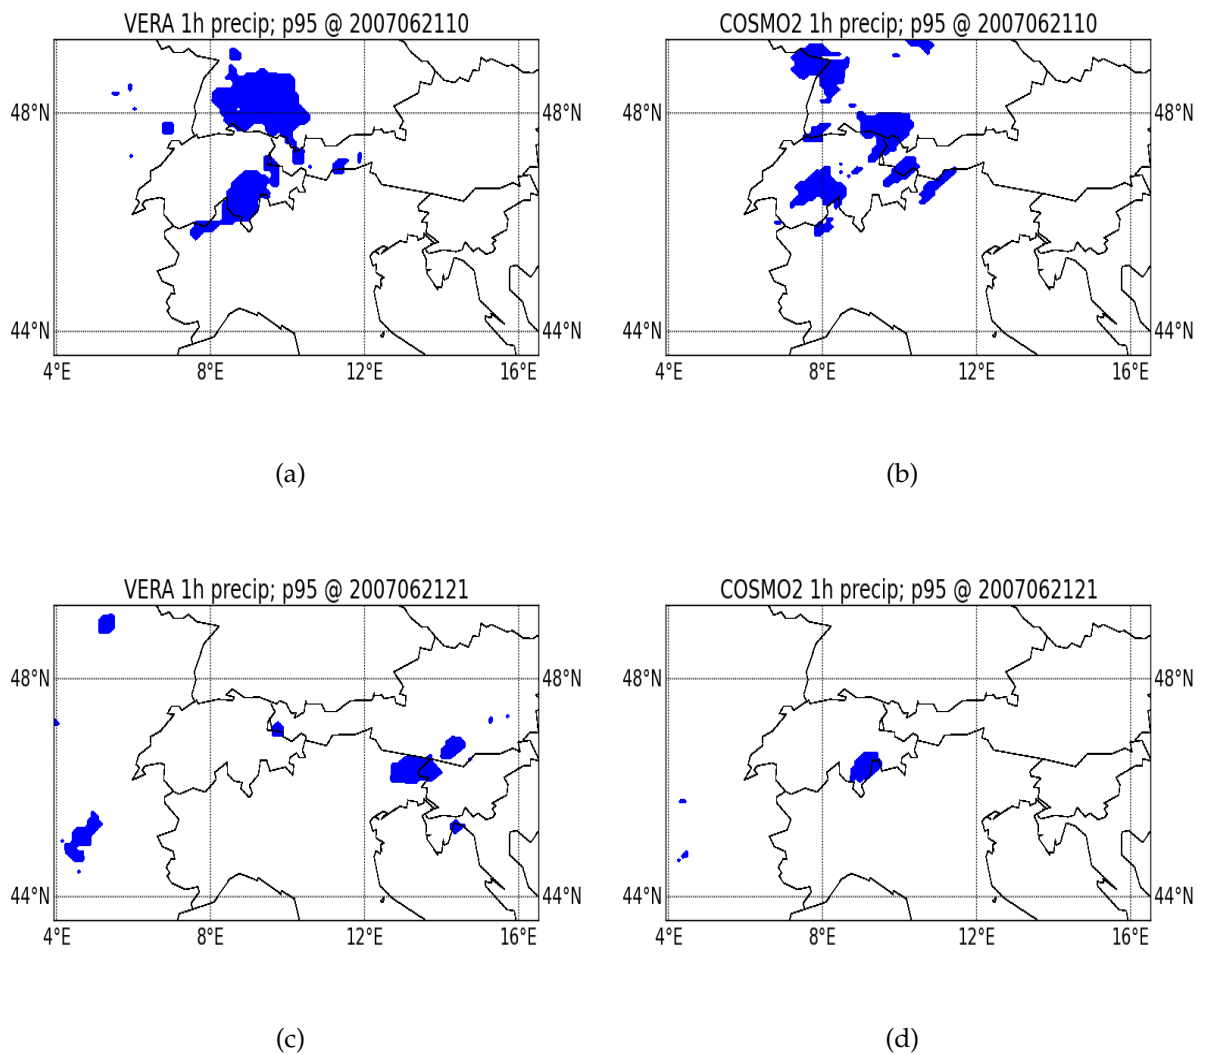 VERA 1h precip; p95 @ 2007062110
COSMO2 1h precip; p95 @ 2007062110
48°N
48°N
48°N
48°N
44°N
44°N
44°N
44°N
4°E 8°E 12°E 16°E
4°E 8°E 12°E 16°E
(a)
(b)
VERA 1h precip; p95 @ 2007062121
COSMO2 1h precip; p95 @ 2007062121
48°N
48°N
48°N
48°N
44°N
44°N
44°N
44°N
4°E 8°E 12°E 16°E
4°E 8°E 12°E 16°E
(c)
(d)